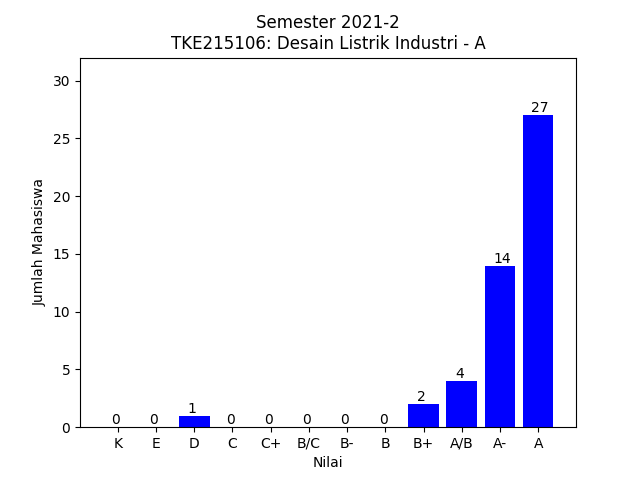 Semester 2021-2
TKE215106: Desain Listrik Industri - A
30
25
20
15
10
5
0
Jumlah Mahasiswa
0 0 1 0 0 0 0 0 2 4 14 27
K E D C C+ B/C B- B B+ A/B A- A
Nilai